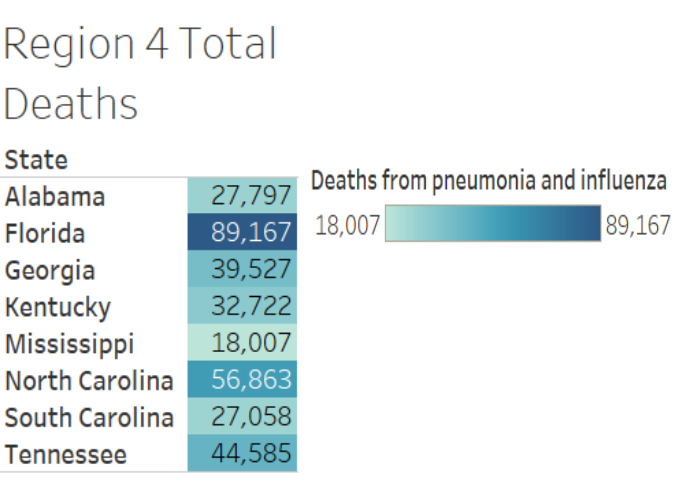 Region 4 Total
Deaths
State
Alabama 27,797
Florida 89,167
Georgia 39,527
Kentucky 32,722
Mississippi 18,007
North Carolina 56,863
South Carolina 27,058
Tennessee 44,585
Deaths from pneumonia and influenza
18,007 89,167